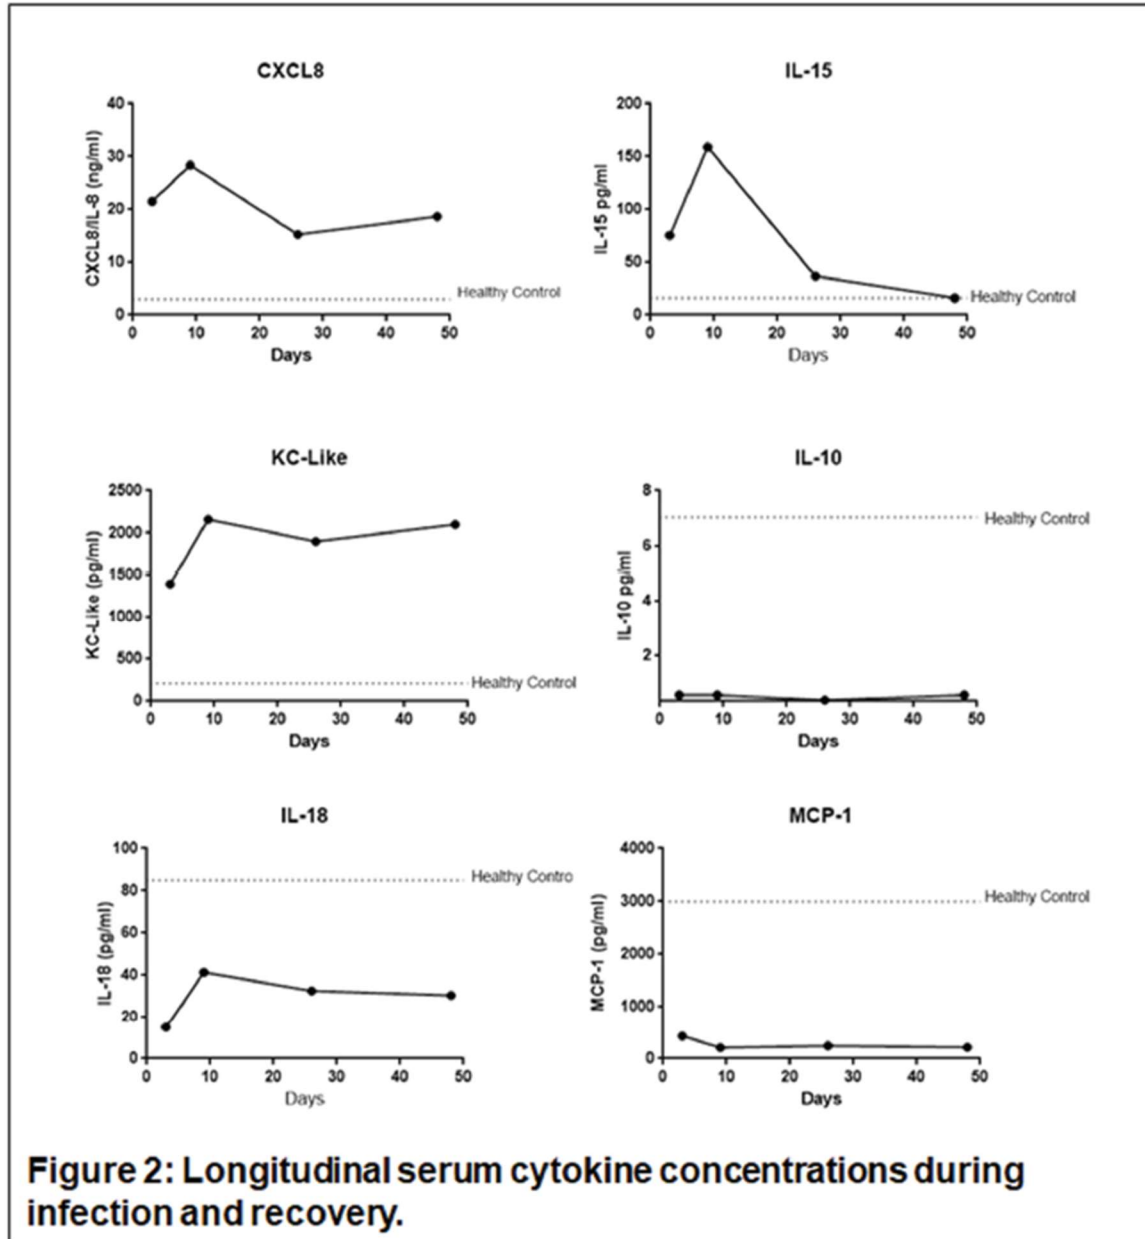 CXCL8
40
30
20
10
0
CXCL8/IL-8 (ng/ml)
Healthy Control
0 10 20 30 40 50
Days
IL-15
200
150
100
50
0
IL-15 pg/ml
Healthy Control
0 10 20 30 40 50
Days
KC-Like
2500
2000
1500
1000
500
0
KC-Like (pg/ml)
Healthy Control
0 10 20 30 40 50
Days
IL-10
8
6
4
2
IL-10 pg/ml
Healthy Control
0 10 20 30 40 50
Days
IL-18
100
80
60
40
20
0
IL-18 (pg/ml)
Healthy Contro
0 10 20 30 40 50
Days
MCP-1
4000
3000
2000
1000
0
MCP-1 (pg/ml)
Healthy Control
0 10 20 30 40 50
Days
Figure 2: Longitudinal serum cytokine concentrations during
infection and recovery.